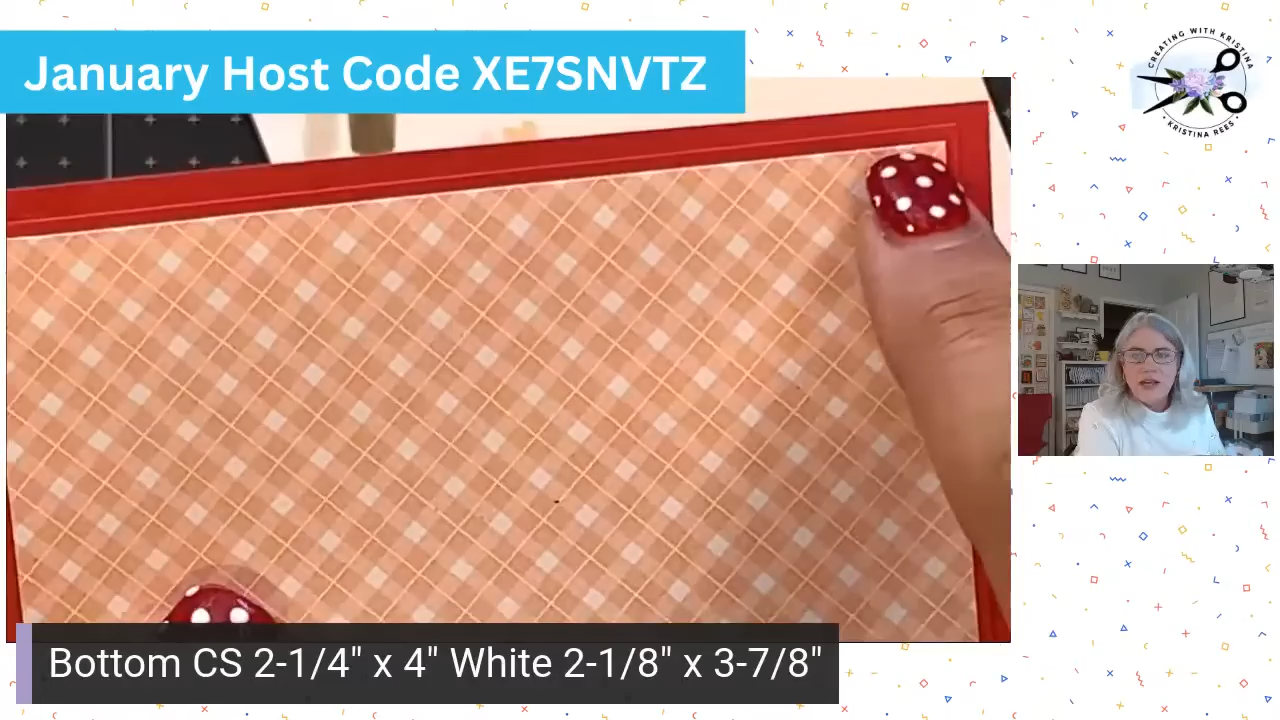 January Host Code XE7SNVTZ
CREATING WITH KRISTINA
• KRISTINA REES •
Bottom CS 2-1/4" x 4" White 2-1/8" x 3-7/8"